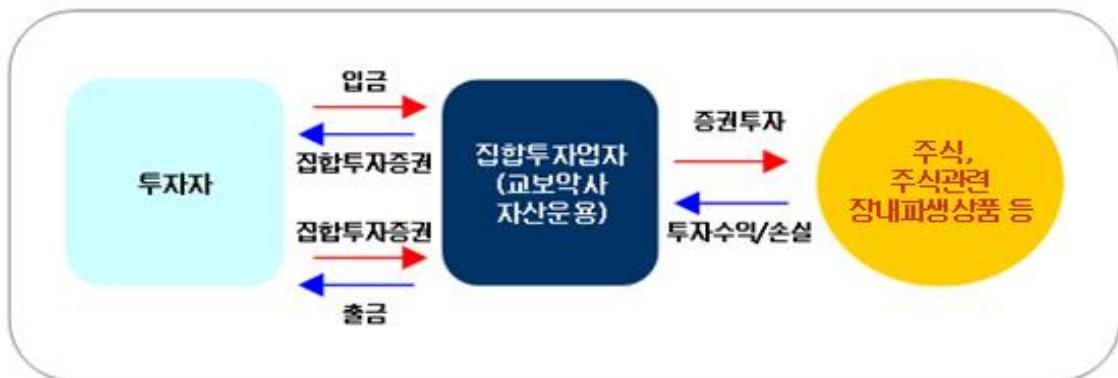 투자자
입금
집합투자증권
집합투자증권
출금
집합투자업자
(교보악사
자산운용)
증권투자
투자수익/손실
주식,
주식관련
장내파생상품 등